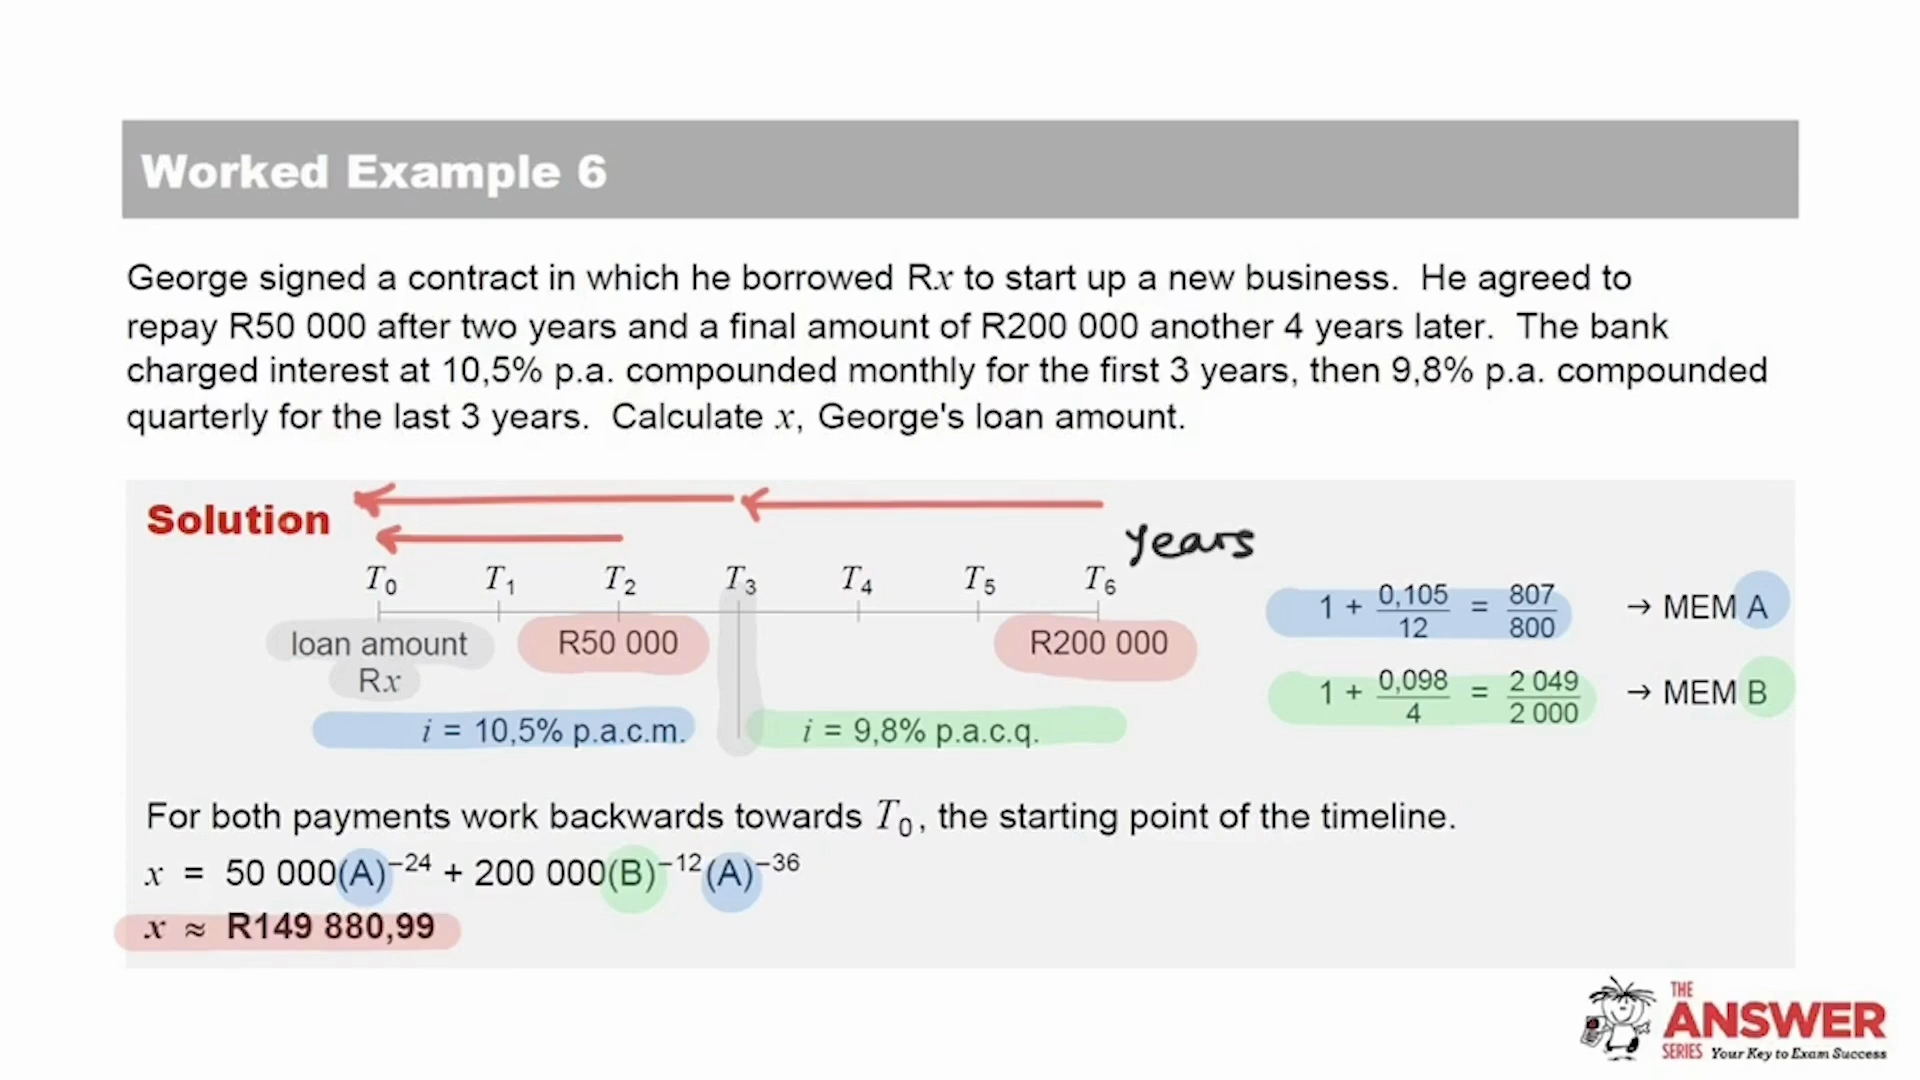 Worked Example 6
George signed a contract in which he borrowed Rx to start up a new business. He agreed to
repay R50 000 after two years and a final amount of R200 000 another 4 years later. The bank
charged interest at 10,5% p.a. compounded monthly for the first 3 years, then 9,8% p.a. compounded
quarterly for the last 3 years. Calculate x, George's loan amount.
Solution
years
T₀ T₁ T₂ T₃ T₄ T₅ T₆
loan amount R50 000 R200 000
Rx
i = 10,5% p.a.c.m. i = 9,8% p.a.c.q.
1 + 0,105/12 = 807/800 → MEM A
1 + 0,098/4 = 2 049/2 000 → MEM B
For both payments work backwards towards T₀, the starting point of the timeline.
x = 50 000(A)⁻²⁴ + 200 000(B)⁻¹²(A)⁻³⁶
x ≈ R149 880,99
THE
ANSWER
SERIES Your Key to Exam Success